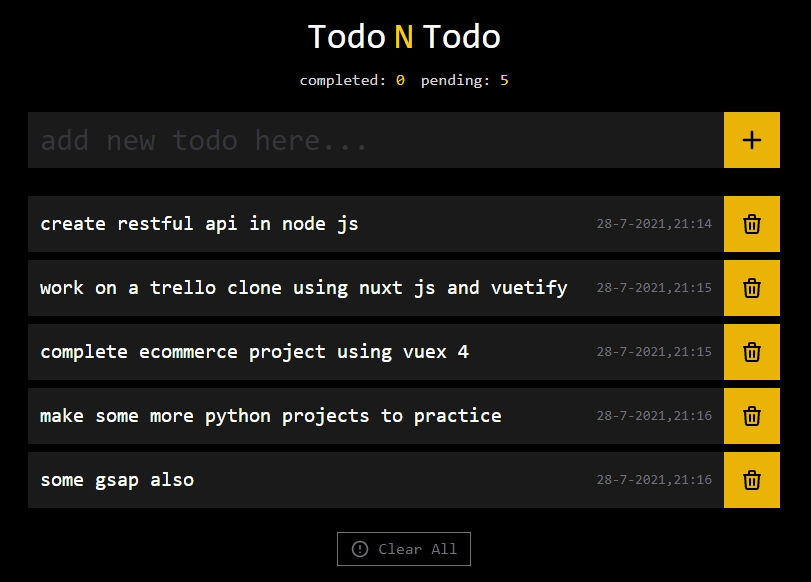 Todo N Todo
completed: 0 pending: 5
add new todo here...
create restful api in node js 28-7-2021,21:14
work on a trello clone using nuxt js and vuetify 28-7-2021,21:15
complete ecommerce project using vuex 4 28-7-2021,21:15
make some more python projects to practice 28-7-2021,21:16
some gsap also 28-7-2021,21:16
Clear All